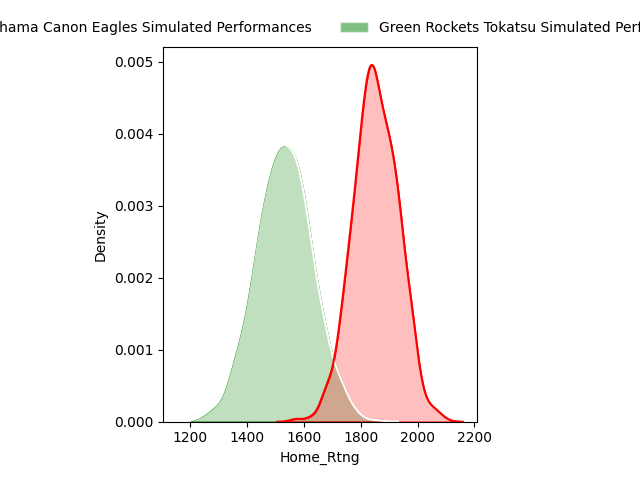 hama Canon Eagles Simulated Performances
Green Rockets Tokatsu Simulated Perf
0.005
0.004
0.003
0.002
0.001
0.000
Density
1200 1400 1600 1800 2000 2200
Home_Rtng